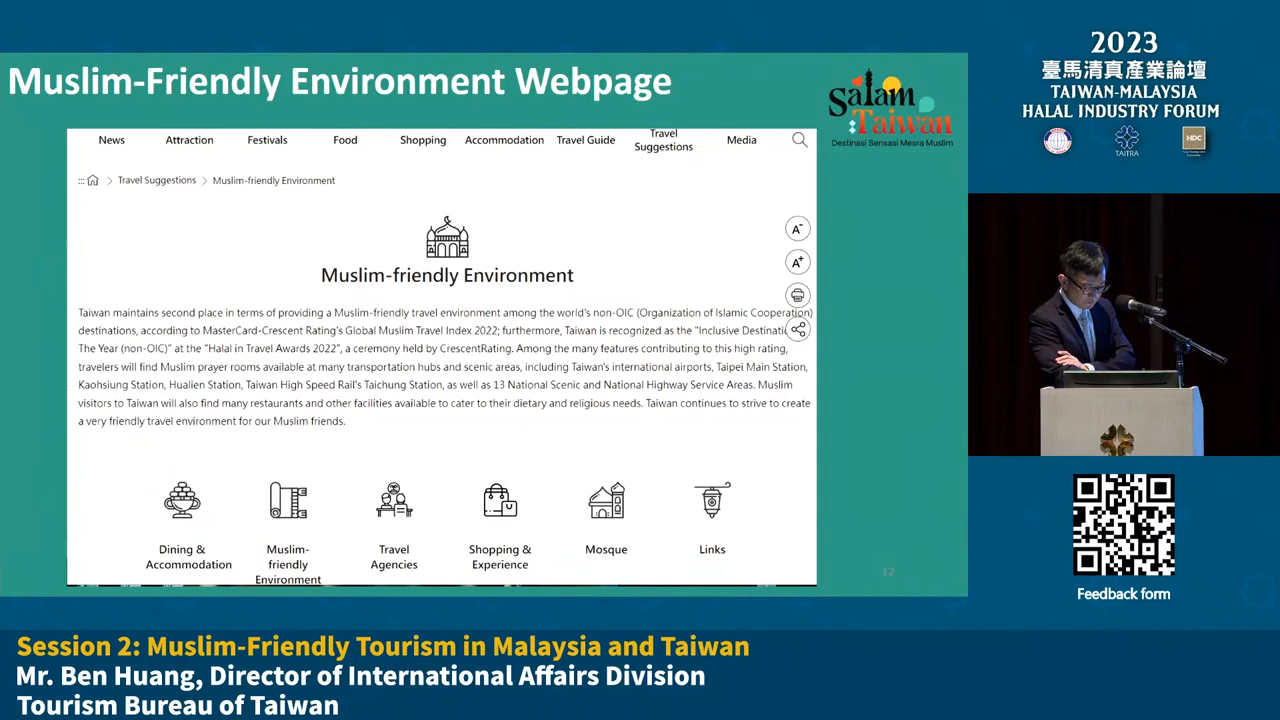 Muslim-Friendly Environment Webpage
Salam
Taiwan
Destinasi Sensasi Mesra Muslim
News
Attraction
Festivals
Food
Shopping
Accommodation
Travel Guide
Travel
Suggestions
Media
::: > Travel Suggestions > Muslim-friendly Environment
A-
A+
Muslim-friendly Environment
Taiwan maintains second place in terms of providing a Muslim-friendly travel environment among the world's non-OIC (Organization of Islamic Cooperation)
destinations, according to MasterCard-Crescent Rating's Global Muslim Travel Index 2022; furthermore, Taiwan is recognized as the "Inclusive Destinatio
The Year (non-OIC)" at the "Halal in Travel Awards 2022", a ceremony held by CrescentRating. Among the many features contributing to this high rating,
travelers will find Muslim prayer rooms available at many transportation hubs and scenic areas, including Taiwan's international airports, Taipei Main Station,
Kaohsiung Station, Hualien Station, Taiwan High Speed Rail's Taichung Station, as well as 13 National Scenic and National Highway Service Areas. Muslim
visitors to Taiwan will also find many restaurants and other facilities available to cater to their dietary and religious needs. Taiwan continues to strive to create
a very friendly travel environment for our Muslim friends.
Dining &
Accommodation
Muslim-
friendly
Environment
Travel
Agencies
Shopping &
Experience
Mosque
Links
12
2023
臺馬清真產業論壇
TAIWAN-MALAYSIA
HALAL INDUSTRY FORUM
TAITRA
HDC
Feedback form
Session 2: Muslim-Friendly Tourism in Malaysia and Taiwan
Mr. Ben Huang, Director of International Affairs Division
Tourism Bureau of Taiwan